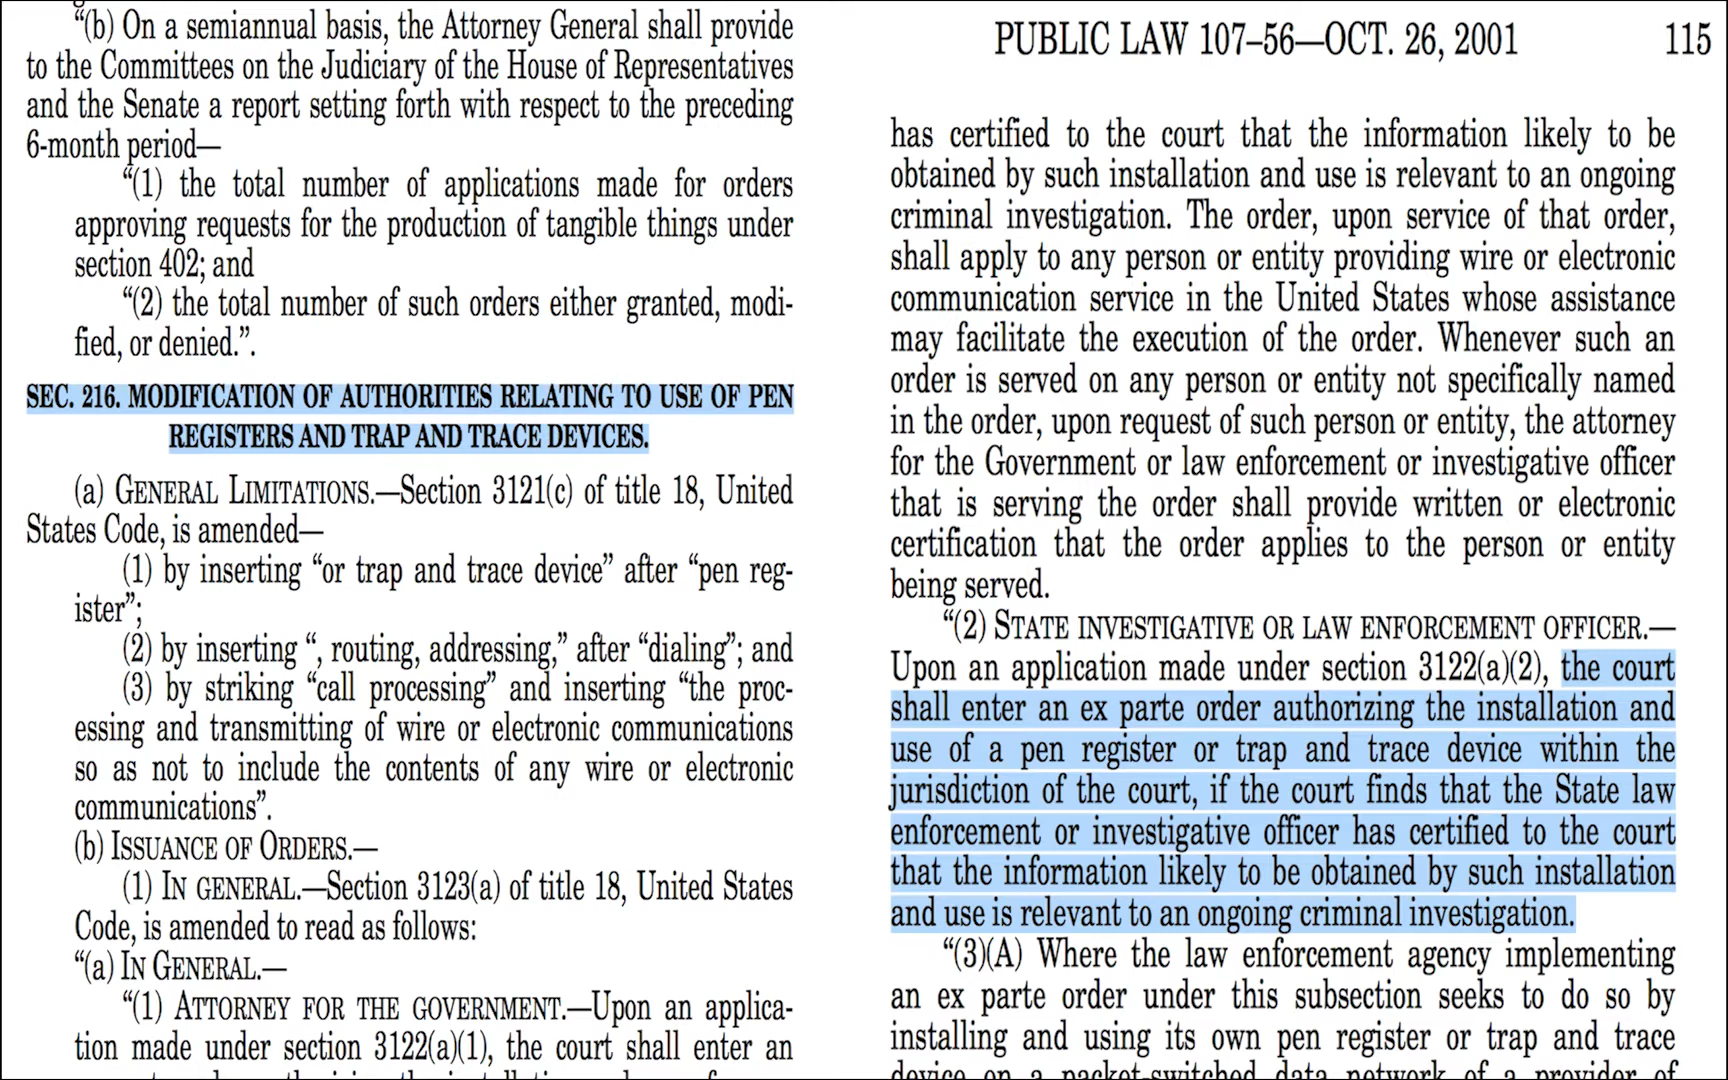 “(b) On a semiannual basis, the Attorney General shall provide
to the Committees on the Judiciary of the House of Representatives
and the Senate a report setting forth with respect to the preceding
6-month period—
“(1) the total number of applications made for orders
approving requests for the production of tangible things under
section 402; and
“(2) the total number of such orders either granted, modi-
fied, or denied.”.
SEC. 216. MODIFICATION OF AUTHORITIES RELATING TO USE OF PEN
REGISTERS AND TRAP AND TRACE DEVICES.
(a) GENERAL LIMITATIONS.—Section 3121(c) of title 18, United
States Code, is amended—
(1) by inserting “or trap and trace device” after “pen reg-
ister”;
(2) by inserting “, routing, addressing,” after “dialing”; and
(3) by striking “call processing” and inserting “the proc-
essing and transmitting of wire or electronic communications
so as not to include the contents of any wire or electronic
communications”.
(b) ISSUANCE OF ORDERS.—
(1) IN GENERAL.—Section 3123(a) of title 18, United States
Code, is amended to read as follows:
“(a) IN GENERAL.—
“(1) ATTORNEY FOR THE GOVERNMENT.—Upon an applica-
tion made under section 3122(a)(1), the court shall enter an
PUBLIC LAW 107–56—OCT. 26, 2001 115
has certified to the court that the information likely to be
obtained by such installation and use is relevant to an ongoing
criminal investigation. The order, upon service of that order,
shall apply to any person or entity providing wire or electronic
communication service in the United States whose assistance
may facilitate the execution of the order. Whenever such an
order is served on any person or entity not specifically named
in the order, upon request of such person or entity, the attorney
for the Government or law enforcement or investigative officer
that is serving the order shall provide written or electronic
certification that the order applies to the person or entity
being served.
“(2) STATE INVESTIGATIVE OR LAW ENFORCEMENT OFFICER.—
Upon an application made under section 3122(a)(2), the court
shall enter an ex parte order authorizing the installation and
use of a pen register or trap and trace device within the
jurisdiction of the court, if the court finds that the State law
enforcement or investigative officer has certified to the court
that the information likely to be obtained by such installation
and use is relevant to an ongoing criminal investigation.
“(3)(A) Where the law enforcement agency implementing
an ex parte order under this subsection seeks to do so by
installing and using its own pen register or trap and trace
device on a packet-switched data network of a provider of